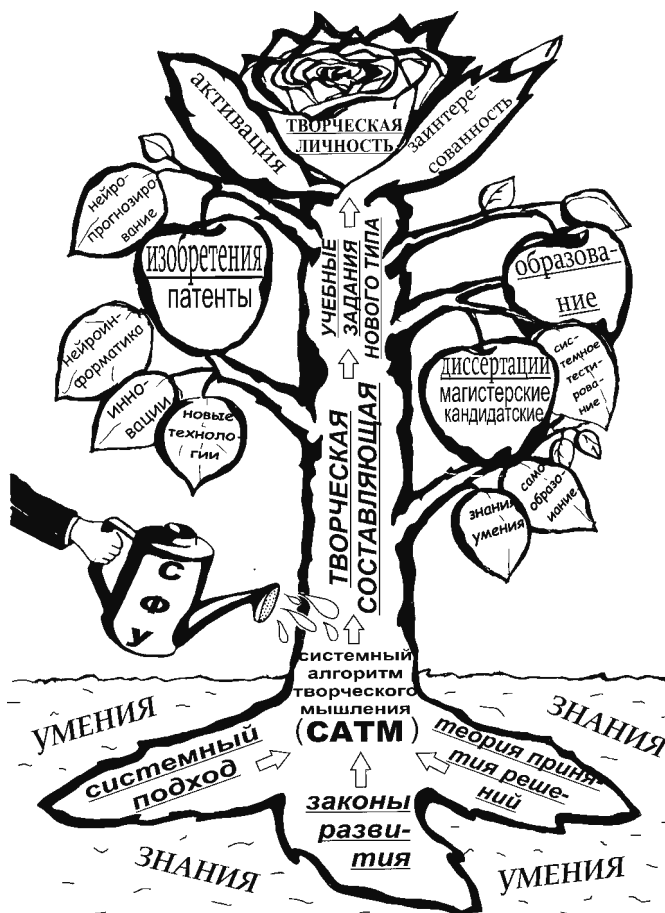 активация
ТВОРЧЕСКАЯ
ЛИЧНОСТЬ
заинтере-
сованность
нейро-
прогнозиро-
вание
изобретения
патенты
УЧЕБНЫЕ
ЗАДАНИЯ
НОВОГО ТИПА
образова-
ние
нейроин-
форматика
инно-
вации
новые
техноло-
гии
диссертации
магистерские
кандидатские
сис-
темное
тести-
рова-
ние
ТВОРЧЕСКАЯ
СОСТАВЛЯЮЩАЯ
само
образо-
иание
знания
умения
С
Ф
У
системный
алгоритм
творческого
мышления
(САТМ)
УМЕНИЯ
ЗНАНИЯ
системный
подход
теория приня-
тия реше-
ний
законы
разви-
тия
ЗНАНИЯ
УМЕНИЯ